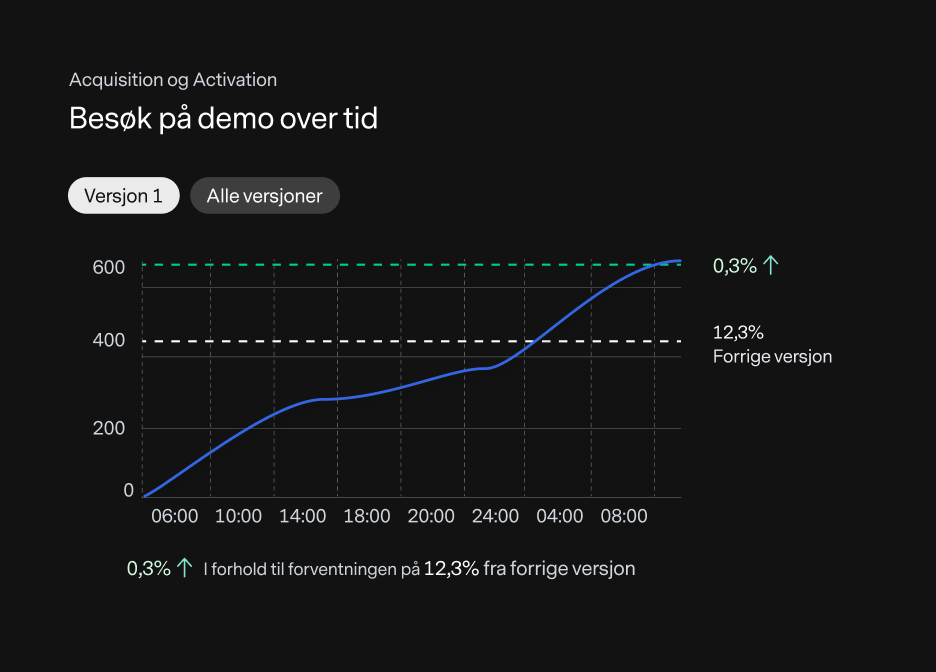 Acquisition og Activation
Besøk på demo over tid
Versjon 1
Alle versjoner
600
400
200
0
0,3% ↑
12,3%
Forrige versjon
06:00 10:00 14:00 18:00 20:00 24:00 04:00 08:00
0,3% ↑ I forhold til forventningen på 12,3% fra forrige versjon